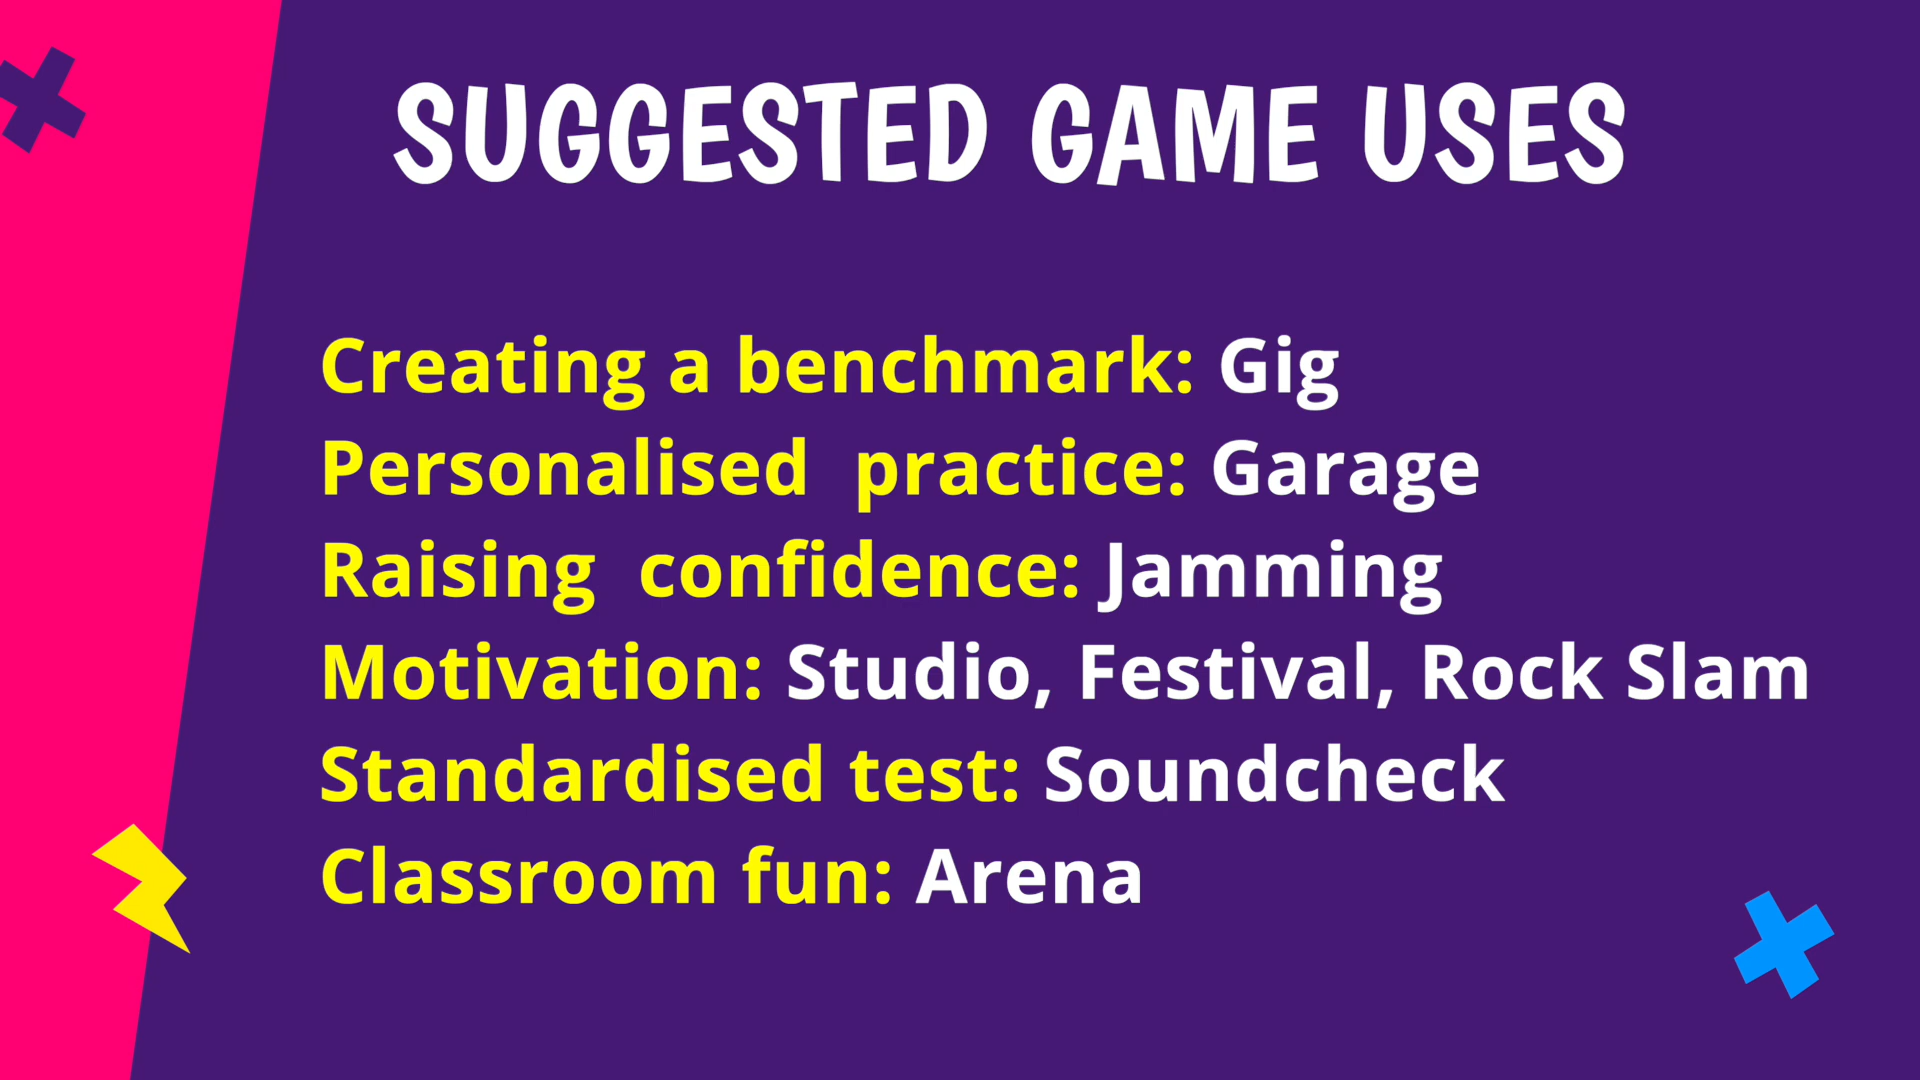 SUGGESTED GAME USES
Creating a benchmark: Gig
Personalised practice: Garage
Raising confidence: Jamming
Motivation: Studio, Festival, Rock Slam
Standardised test: Soundcheck
Classroom fun: Arena